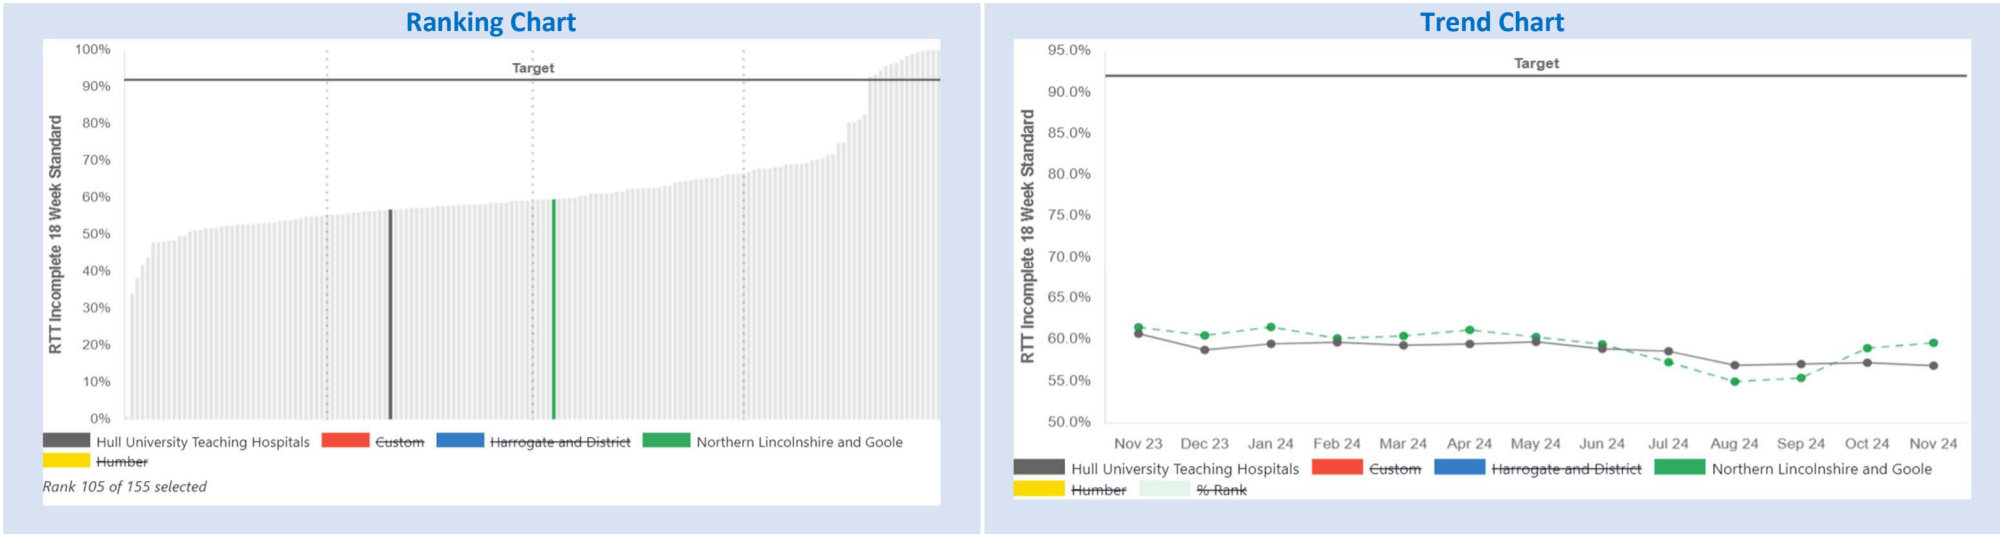 Ranking Chart
100%
90%
80%
70%
60%
50%
40%
30%
20%
10%
0%
RTT Incomplete 18 Week Standard
Target
Hull University Teaching Hospitals Custom Harrogate and District Northern Lincolnshire and Goole
Humber
Rank 105 of 155 selected
Trend Chart
95.0%
90.0%
85.0%
80.0%
75.0%
70.0%
65.0%
60.0%
55.0%
50.0%
RTT Incomplete 18 Week Standard
Target
Nov 23 Dec 23 Jan 24 Feb 24 Mar 24 Apr 24 May 24 Jun 24 Jul 24 Aug 24 Sep 24 Oct 24 Nov 24
Hull University Teaching Hospitals Custom Harrogate and District Northern Lincolnshire and Goole
Humber % Rank